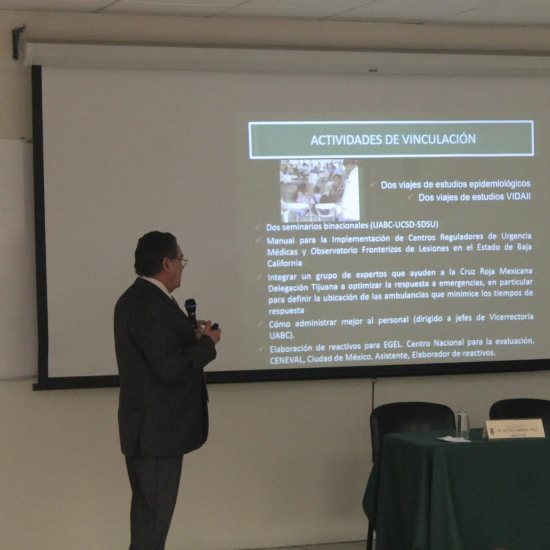 ACTIVIDADES DE VINCULACIÓN
Dos viajes de estudios epidemiológicos
Dos viajes de estudios VIDAII
Dos seminarios binacionales (UABC-UCSD-SDSU)
Manual para la Implementación de Centros Reguladores de Urgencia
Médicas y Observatorio Fronterizos de Lesiones en el Estado de Baja
California
Integrar un grupo de expertos que ayuden a la Cruz Roja Mexicana
Delegación Tijuana a optimizar la respuesta a emergencias, en particular
para definir la ubicación de las ambulancias que minimice los tiempos de
respuesta
Cómo administrar mejor al personal (dirigido a jefes de Vicerrectoría
UABC).
Elaboración de reactivos para EGEL. Centro Nacional para la evaluación,
CENEVAL, Ciudad de México. Asistente, Elaborador de reactivos.